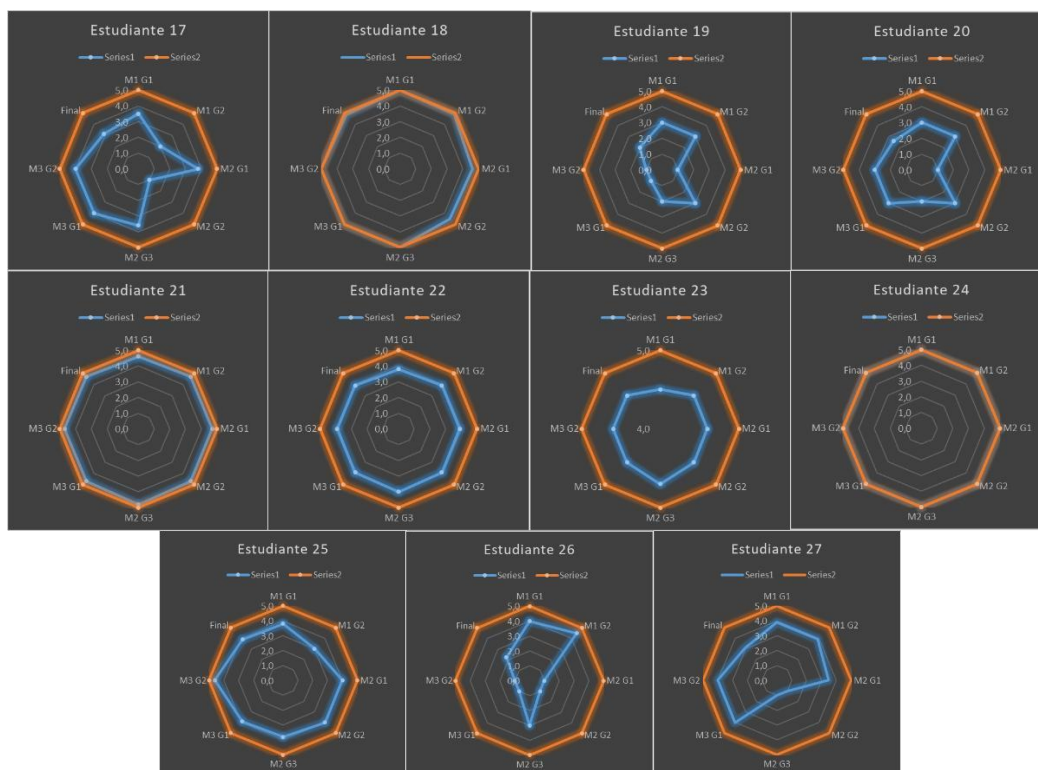 Estudiante 17
Series1 Series2
M1 G1
5,0
Final 4,0 M1 G2
3,0
2,0
1,0
M3 G2 0,0 M2 G1
M3 G1 M2 G2
M2 G3
Estudiante 18
Series1 Series2
M1 G1
5,0
Final 4,0 M1 G2
3,0
2,0
1,0
M3 G2 0,0 M2 G1
M3 G1 M2 G2
M2 G3
Estudiante 19
Series1 Series2
M1 G1
5,0
Final 4,0 M1 G2
3,0
2,0
1,0
M3 G2 0,0 M2 G1
M3 G1 M2 G2
M2 G3
Estudiante 20
Series1 Series2
M1 G1
5,0
Final 4,0 M1 G2
3,0
2,0
1,0
M3 G2 0,0 M2 G1
M3 G1 M2 G2
M2 G3
Estudiante 21
Series1 Series2
M1 G1
5,0
Final 4,0 M1 G2
3,0
2,0
1,0
M3 G2 0,0 M2 G1
M3 G1 M2 G2
M2 G3
Estudiante 22
Series1 Series2
M1 G1
5,0
Final 4,0 M1 G2
3,0
2,0
1,0
M3 G2 0,0 M2 G1
M3 G1 M2 G2
M2 G3
Estudiante 23
Series1 Series2
M1 G1
5,0
Final M1 G2
M3 G2 4,0 M2 G1
M3 G1 M2 G2
M2 G3
Estudiante 24
Series1 Series2
M1 G1
5,0
Final 4,0 M1 G2
3,0
2,0
1,0
M3 G2 0,0 M2 G1
M3 G1 M2 G2
M2 G3
Estudiante 25
Series1 Series2
M1 G1
5,0
Final 4,0 M1 G2
3,0
2,0
1,0
M3 G2 0,0 M2 G1
M3 G1 M2 G2
M2 G3
Estudiante 26
Series1 Series2
M1 G1
5,0
Final 4,0 M1 G2
3,0
2,0
1,0
M3 G2 0,0 M2 G1
M3 G1 M2 G2
M2 G3
Estudiante 27
Series1 Series2
M1 G1
5,0
Final 4,0 M1 G2
3,0
2,0
1,0
M3 G2 0,0 M2 G1
M3 G1 M2 G2
M2 G3